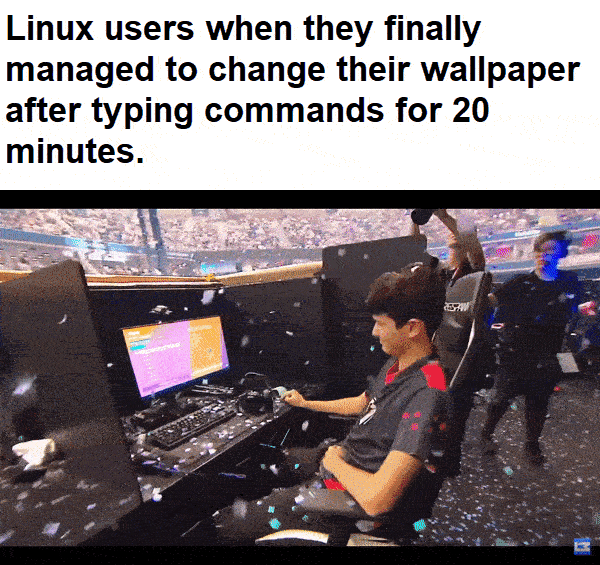 Linux users when they finally
managed to change their wallpaper
after typing commands for 20
minutes.